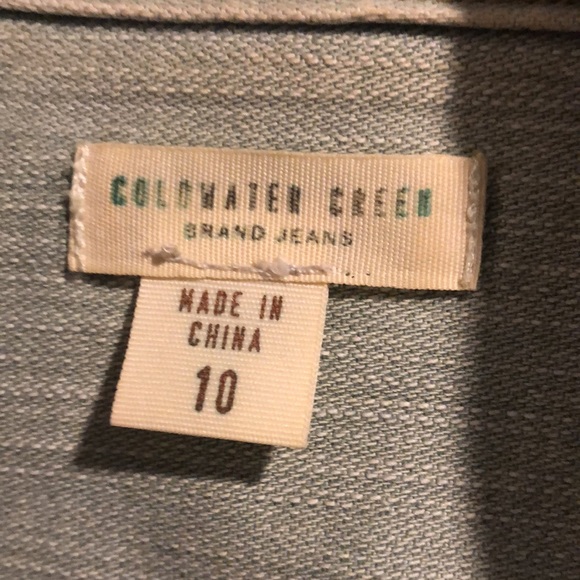 COLDWATER CREEK
BRAND JEANS
MADE IN
CHINA
10